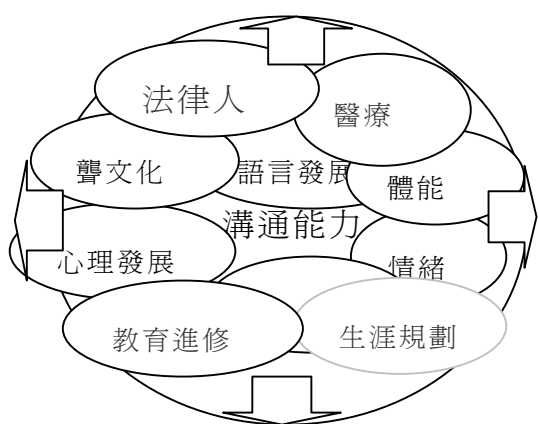 法律人
醫療
聾文化
語言發展
體能
溝通能力
心理發展
情緒
教育進修
生涯規劃